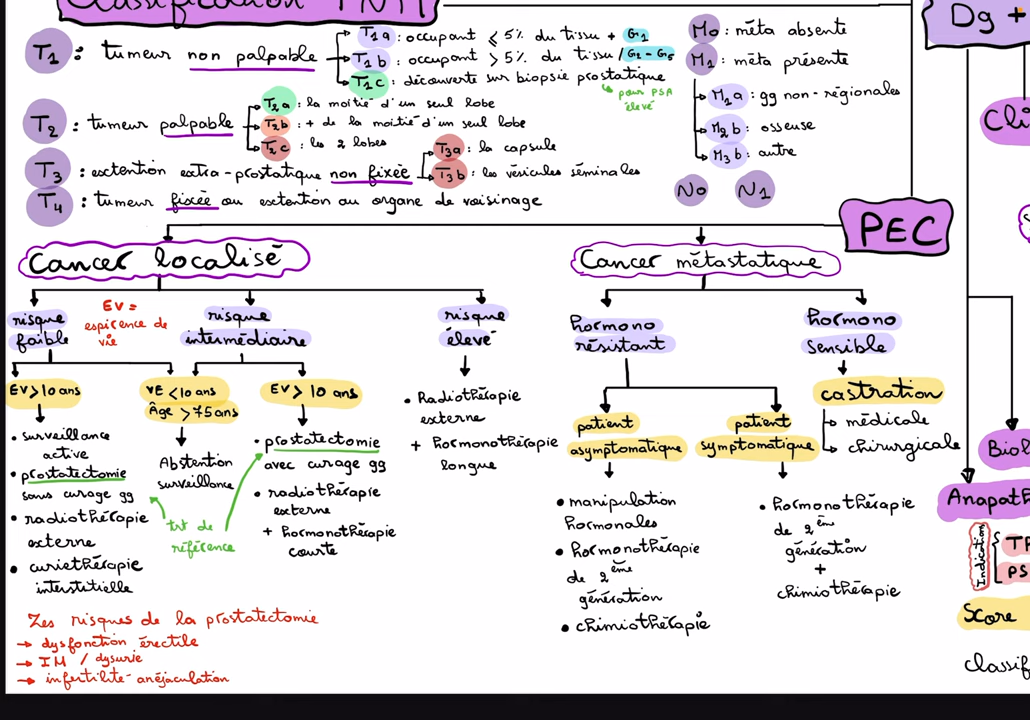 Classification TNM
T1 : tumeur non palpable
T1a : occupant ⩽ 5% du tissu + G1
T1b : occupant > 5% du tissu / G2 - G5
T1c : découverte sur biopsie prostatique
pour PSA
élevé
T2 : tumeur palpable
T2a : la moitié d'un seul lobe
T2b : + de la moitié d'un seul lobe
T2c : les 2 lobes
T3 : extention extra-prostatique non fixée
T3a : la capsule
T3b : les vésicules séminales
T4 : tumeur fixée ou extention au organe de voisinage
M0 : méta absente
M1 : méta présente
M1a : gg non-régionales
M2b : osseuse
M3b : autre
N0 N1
PEC
Cancer localisé
risque
faible
EV =
espérence de
vie
risque
intermédiaire
risque
élevé
EV > 10 ans
VE < 10 ans
Âge > 75 ans
EV > 10 ans
• surveillance
active
• prostatectomie
sans curage gg
• radiothérapie
externe
• curiethérapie
interstitielle
Abstention
surveillance
• prostatectomie
avec curage gg
• radiothérapie
externe
+ hormonothérapie
courte
trt de
référence
• Radiothérapie
externe
+ hormonothérapie
longue
Les risques de la prostatectomie
→ dysfonction érectile
→ IM / dysurie
→ infertilité-anéjaculation
Cancer métastatique
hormono
résistant
hormono
sensible
patient
asymptomatique
patient
symptomatique
castration
médicale
chirurgicale
• manipulation
hormonales
• hormonothérapie
de 2ème
génération
• chimiothérapie
• hormonothérapie
de 2ème
génération
+
chimiothérapie
Dg +
Cli
Biol
Anapath
Indication
TR
PS
Score
classif